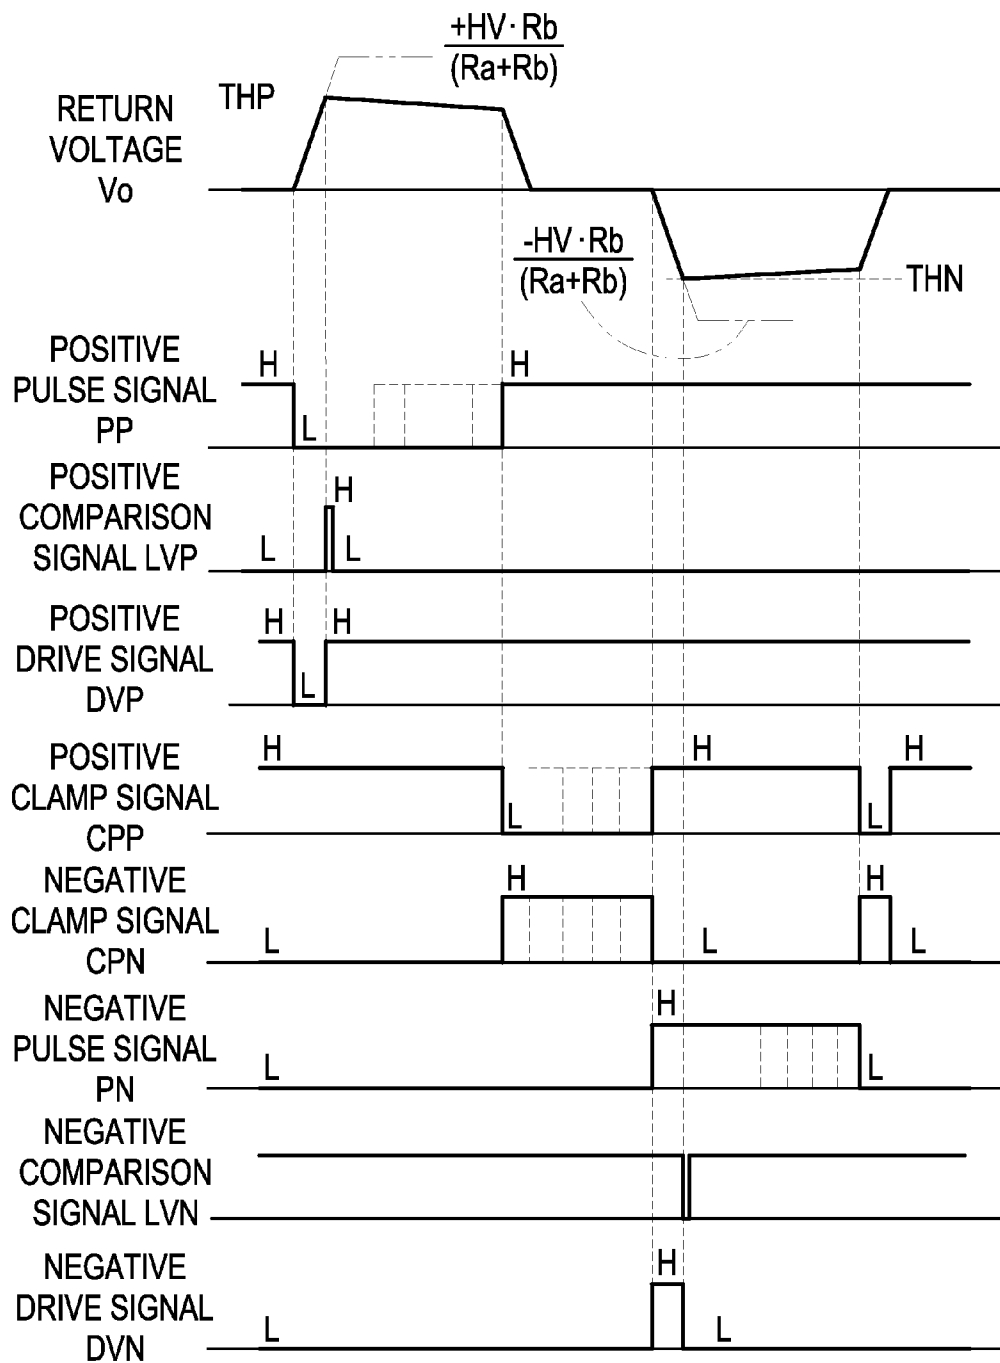 +HV·Rb
(Ra+Rb)
THP
RETURN
VOLTAGE
Vo
-HV·Rb
(Ra+Rb)
THN
POSITIVE
PULSE SIGNAL
PP
H
L
H
POSITIVE
COMPARISON
SIGNAL LVP
L
H
L
POSITIVE
DRIVE SIGNAL
DVP
H
L
H
POSITIVE
CLAMP SIGNAL
CPP
H
L
H
L
H
NEGATIVE
CLAMP SIGNAL
CPN
L
H
L
H
L
NEGATIVE
PULSE SIGNAL
PN
L
H
L
NEGATIVE
COMPARISON
SIGNAL LVN
NEGATIVE
DRIVE SIGNAL
DVN
L
H
L